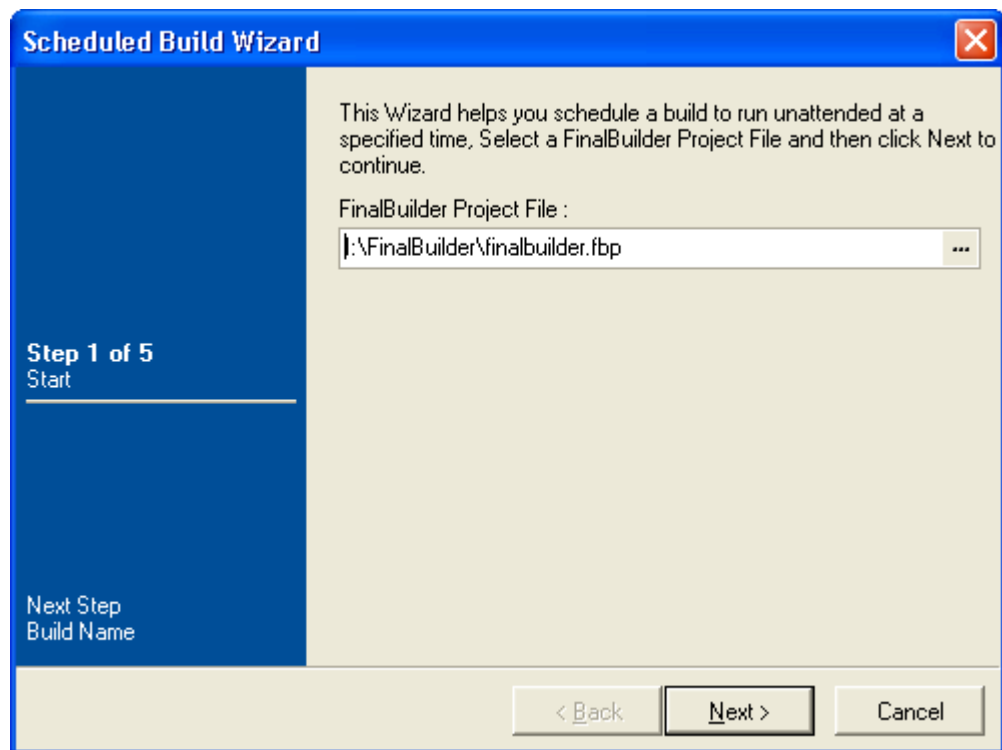 Scheduled Build Wizard
This Wizard helps you schedule a build to run unattended at a
specified time, Select a FinalBuilder Project File and then click Next to
continue.
FinalBuilder Project File :
I:\FinalBuilder\finalbuilder.fbp
...
Step 1 of 5
Start
Next Step
Build Name
< Back
Next >
Cancel